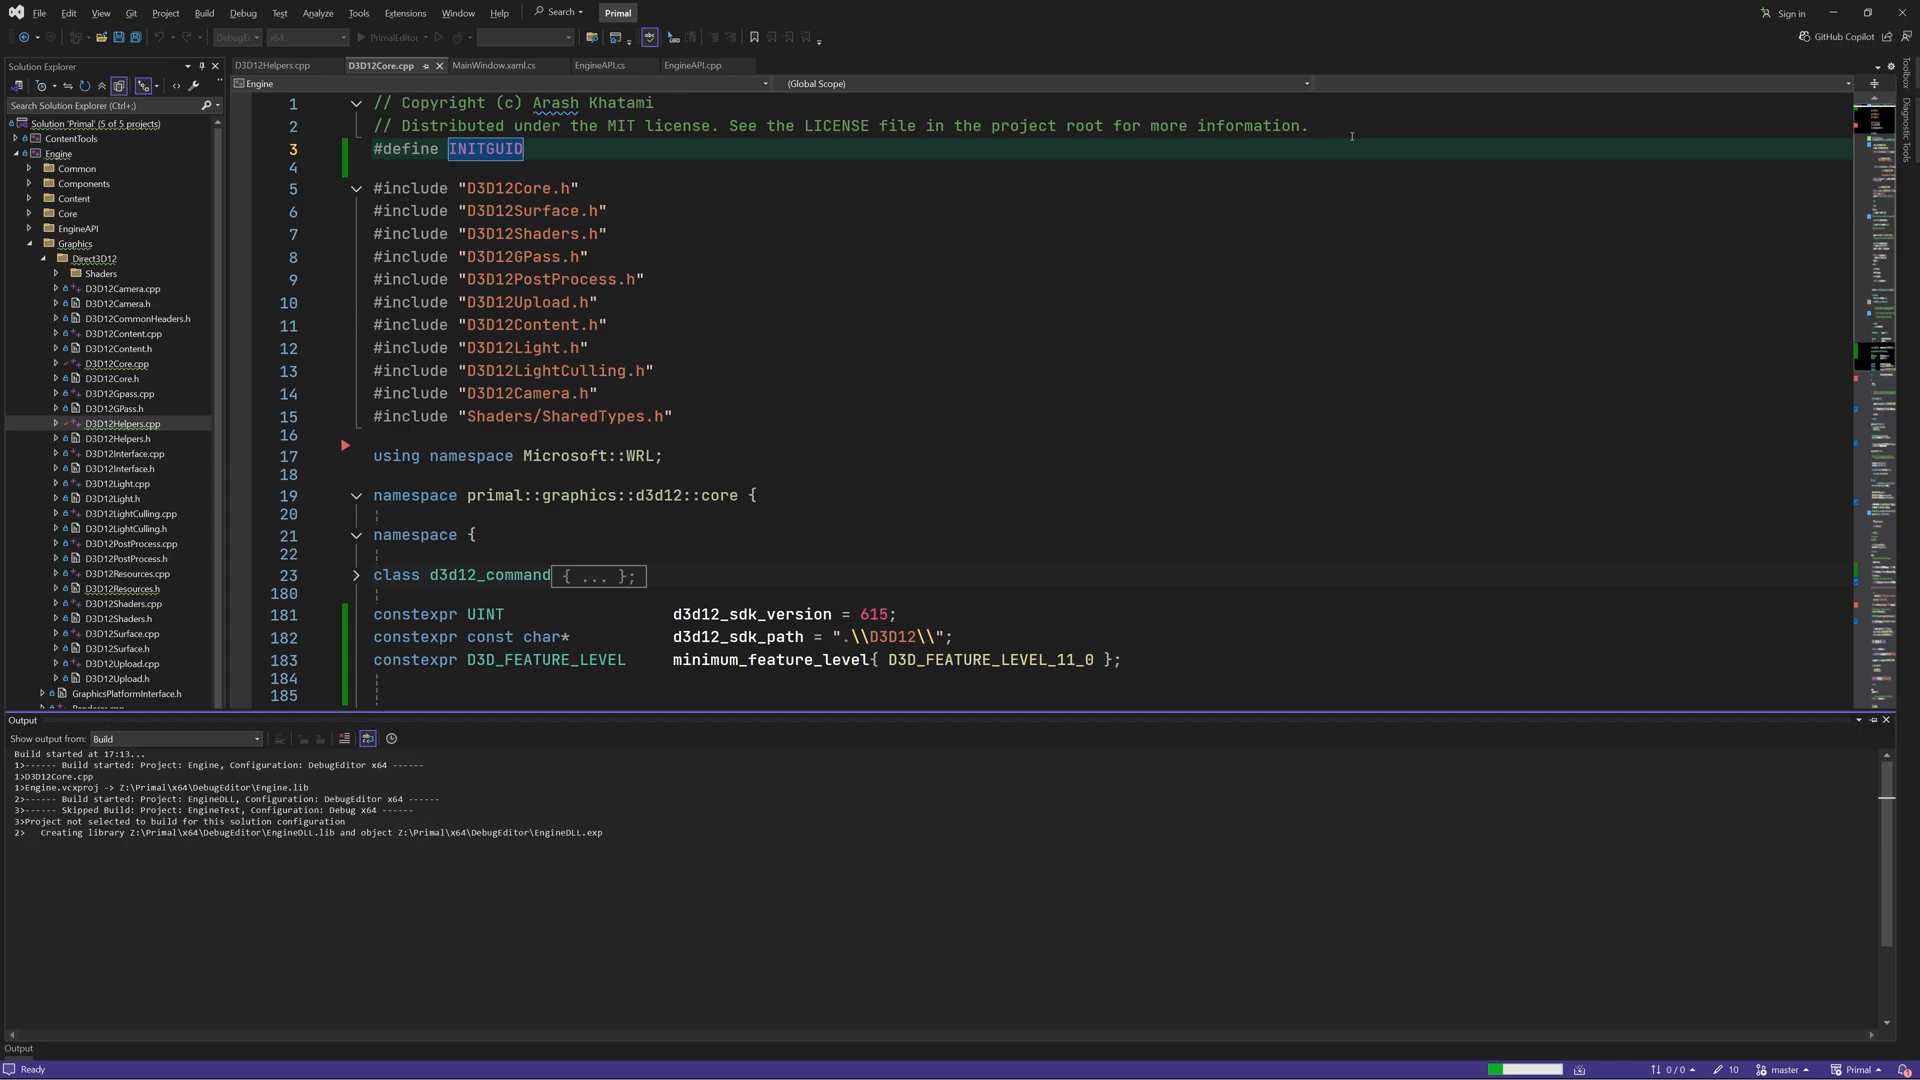 File Edit View Git Project Build Debug Test Analyze Tools Extensions Window Help Search Primal Sign in
DebugEc x64 PrimalEditor GitHub Copilot
Solution Explorer
D3D12Helpers.cpp D3D12Core.cpp MainWindow.xaml.cs EngineAPI.cs EngineAPI.cpp
Engine (Global Scope)
Search Solution Explorer (Ctrl+;)
Solution 'Primal' (5 of 5 projects)
ContentTools
Engine
Common
Components
Content
Core
EngineAPI
Graphics
Direct3D12
Shaders
D3D12Camera.cpp
D3D12Camera.h
D3D12CommonHeaders.h
D3D12Content.cpp
D3D12Content.h
D3D12Core.cpp
D3D12Core.h
D3D12Gpass.cpp
D3D12GPass.h
D3D12Helpers.cpp
D3D12Helpers.h
D3D12Interface.cpp
D3D12Interface.h
D3D12Light.cpp
D3D12Light.h
D3D12LightCulling.cpp
D3D12LightCulling.h
D3D12PostProcess.cpp
D3D12PostProcess.h
D3D12Resources.cpp
D3D12Resources.h
D3D12Shaders.cpp
D3D12Shaders.h
D3D12Surface.cpp
D3D12Surface.h
D3D12Upload.cpp
D3D12Upload.h
GraphicsPlatformInterface.h
Renderer.cpp
1 // Copyright (c) Arash Khatami
2 // Distributed under the MIT license. See the LICENSE file in the project root for more information.
3 #define INITGUID
4
5 #include "D3D12Core.h"
6 #include "D3D12Surface.h"
7 #include "D3D12Shaders.h"
8 #include "D3D12GPass.h"
9 #include "D3D12PostProcess.h"
10 #include "D3D12Upload.h"
11 #include "D3D12Content.h"
12 #include "D3D12Light.h"
13 #include "D3D12LightCulling.h"
14 #include "D3D12Camera.h"
15 #include "Shaders/SharedTypes.h"
16
17 using namespace Microsoft::WRL;
18
19 namespace primal::graphics::d3d12::core {
20
21 namespace {
22
23 class d3d12_command{ ... };
180
181 constexpr UINT d3d12_sdk_version = 615;
182 constexpr const char* d3d12_sdk_path = ".\\D3D12\\";
183 constexpr D3D_FEATURE_LEVEL minimum_feature_level{ D3D_FEATURE_LEVEL_11_0 };
184
185
Toolbox
Diagnostic Tools
Output
Show output from: Build
Build started at 17:13...
1>------ Build started: Project: Engine, Configuration: DebugEditor x64 ------
1>D3D12Core.cpp
1>Engine.vcxproj -> Z:\Primal\x64\DebugEditor\Engine.lib
2>------ Build started: Project: EngineDLL, Configuration: DebugEditor x64 ------
3>------ Skipped Build: Project: EngineTest, Configuration: Debug x64 ------
3>Project not selected to build for this solution configuration
2>   Creating library Z:\Primal\x64\DebugEditor\EngineDLL.lib and object Z:\Primal\x64\DebugEditor\EngineDLL.exp
Output
Ready 0 / 0 10 master Primal 1